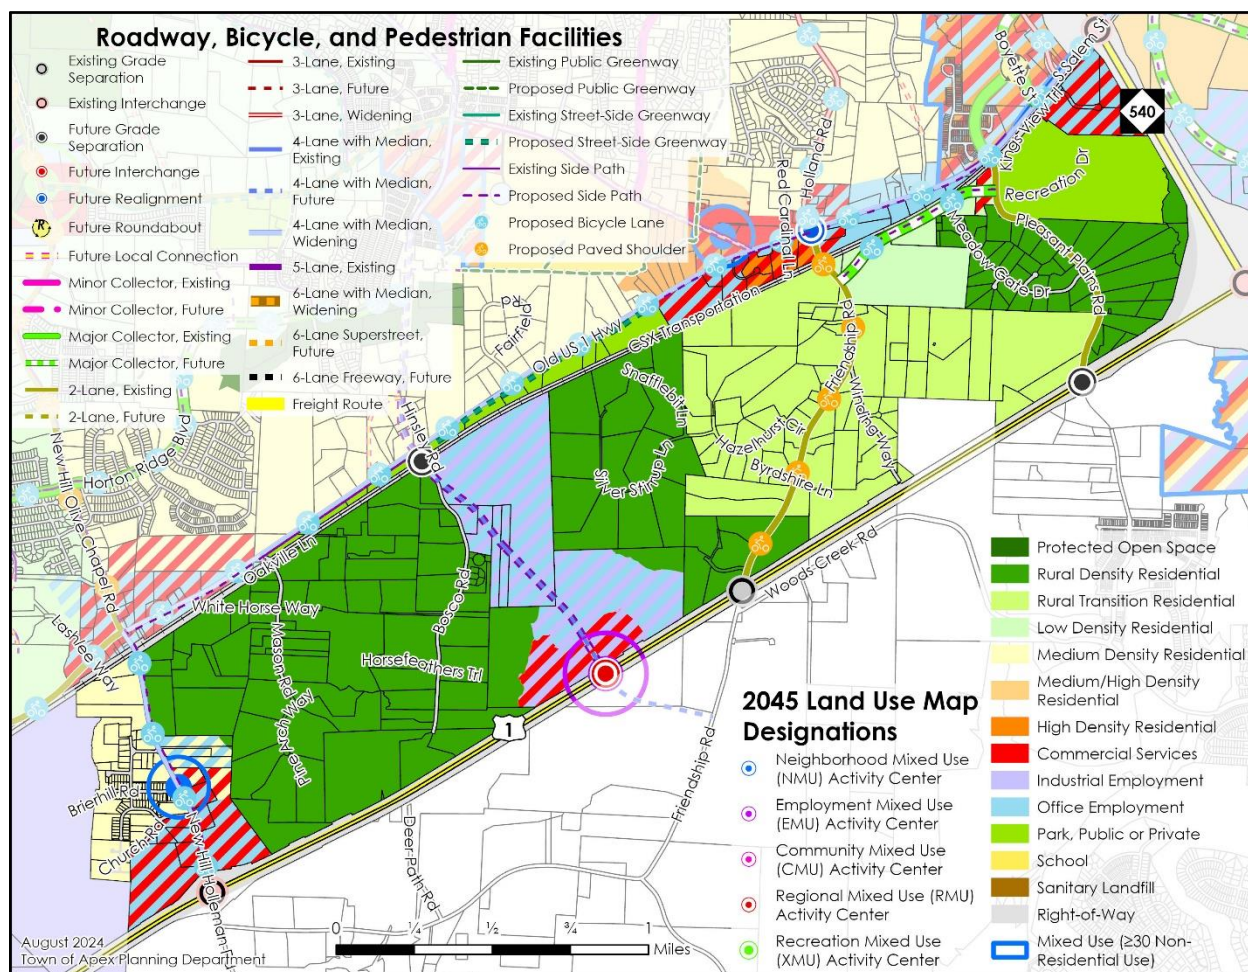 Roadway, Bicycle, and Pedestrian Facilities
Existing Grade
Separation
Existing Interchange
Future Grade
Separation
Future Interchange
Future Realignment
Future Roundabout
Future Local Connection
Minor Collector, Existing
Minor Collector, Future
Major Collector, Existing
Major Collector, Future
2-Lane, Existing
2-Lane, Future
3-Lane, Existing
3-Lane, Future
3-Lane, Widening
4-Lane with Median,
Existing
4-Lane with Median,
Future
4-Lane with Median,
Widening
5-Lane, Existing
6-Lane with Median,
Widening
6-Lane Superstreet,
Future
6-Lane Freeway, Future
Freight Route
Existing Public Greenway
Proposed Public Greenway
Existing Street-Side Greenway
Proposed Street-Side Greenway
Existing Side Path
Proposed Side Path
Proposed Bicycle Lane
Proposed Paved Shoulder
R
Boyette St
S Salem St
Kings View Trl
540
Holland Rd
Red Cardinal Ln
Recreation Dr
Pleasant Plains Rd
Meadow Gate Dr
Fairfield
Rd
Old US 1 Hwy
CSX Transportation
Friendship Rd
Winding Way
Snafflebit Ln
Hazelhurst Cir
Byrdshire Ln
Silver Stirrup Ln
Hinsley Rd
Horton Ridge Blvd
New Hill Olive Chapel Rd
Oakville Ln
White Horse Way
Lashlee Way
Mason Rd
Bosco Rd
Horsefeathers Trl
Pine Arch Way
Woods Creek Rd
1
Friendship Rd
Deer Path Rd
Brierhill Rd
Church Rd
New Hill Holleman
2045 Land Use Map
Designations
Neighborhood Mixed Use
(NMU) Activity Center
Employment Mixed Use
(EMU) Activity Center
Community Mixed Use
(CMU) Activity Center
Regional Mixed Use (RMU)
Activity Center
Recreation Mixed Use
(XMU) Activity Center
Protected Open Space
Rural Density Residential
Rural Transition Residential
Low Density Residential
Medium Density Residential
Medium/High Density
Residential
High Density Residential
Commercial Services
Industrial Employment
Office Employment
Park, Public or Private
School
Sanitary Landfill
Right-of-Way
Mixed Use (≥30 Non-
Residential Use)
0 ¼ ½ ¾ 1
Miles
August 2024
Town of Apex Planning Department